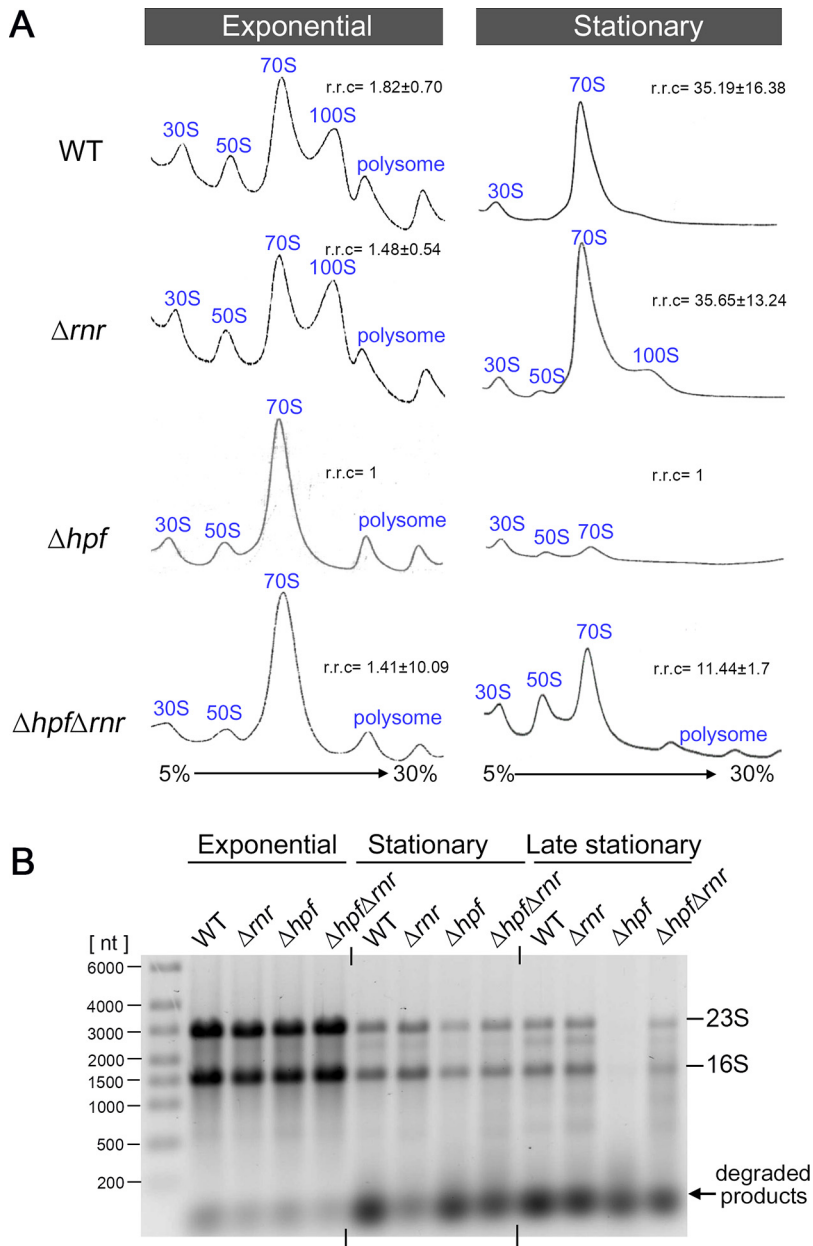 A
Exponential
Stationary
WT
30S
50S
70S
100S
polysome
r.r.c= 1.82±0.70
30S
70S
r.r.c= 35.19±16.38
Δrnr
30S
50S
70S
100S
polysome
r.r.c= 1.48±0.54
30S
50S
70S
100S
r.r.c= 35.65±13.24
Δhpf
30S
50S
70S
polysome
r.r.c= 1
30S
50S
70S
r.r.c= 1
ΔhpfΔrnr
30S
50S
70S
polysome
r.r.c= 1.41±10.09
30S
50S
70S
polysome
r.r.c= 11.44±1.7
5%
30%
5%
30%
B
Exponential
Stationary
Late stationary
WT
Δrnr
Δhpf
ΔhpfΔrnr
WT
Δrnr
Δhpf
ΔhpfΔrnr
WT
Δrnr
Δhpf
ΔhpfΔrnr
[ nt ]
6000
4000
3000
2000
1500
1000
500
200
23S
16S
degraded
products